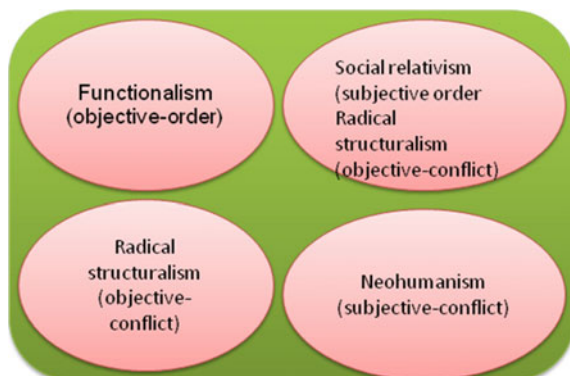 Functionalism
(objective-order)
Social relativism
(subjective order
Radical
structuralism
(objective-conflict)
Radical
structuralism
(objective-
conflict)
Neohumanism
(subjective-conflict)